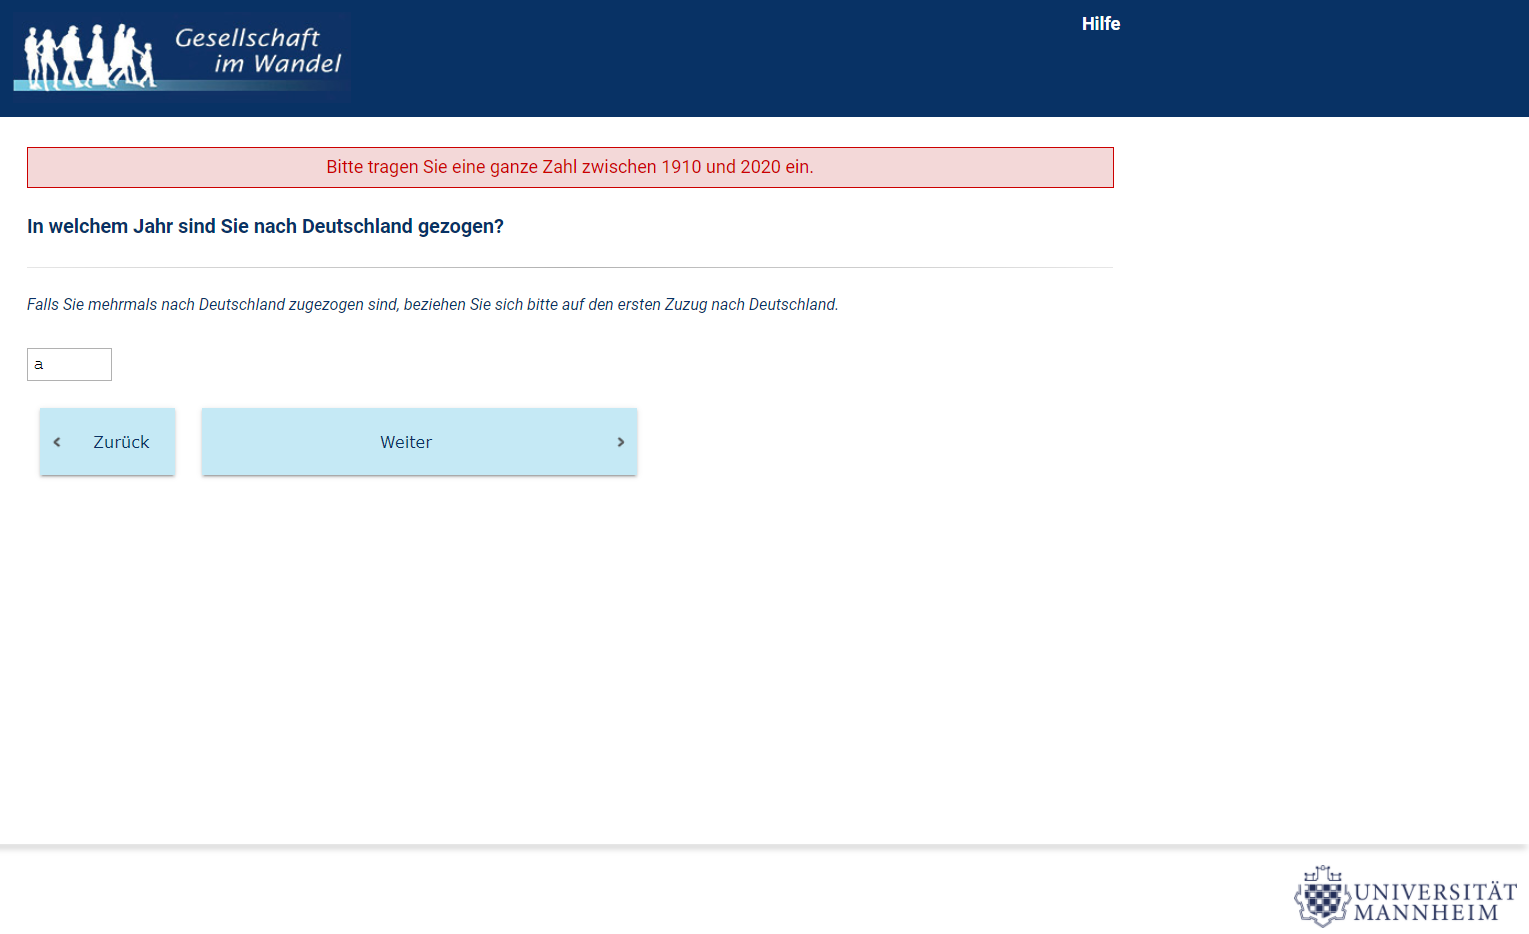 Gesellschaft
im Wandel
Hilfe
Bitte tragen Sie eine ganze Zahl zwischen 1910 und 2020 ein.
In welchem Jahr sind Sie nach Deutschland gezogen?
Falls Sie mehrmals nach Deutschland zugezogen sind, beziehen Sie sich bitte auf den ersten Zuzug nach Deutschland.
a
Zurück
Weiter
UNIVERSITÄT
MANNHEIM